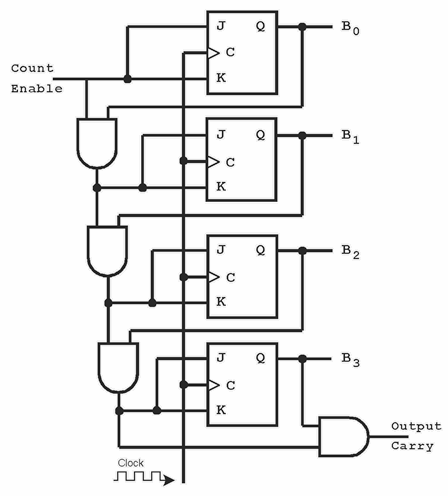 J Q B0
C
K
Count
Enable
J Q B1
C
K
J Q B2
C
K
J Q B3
C
K
Output
Carry
Clock